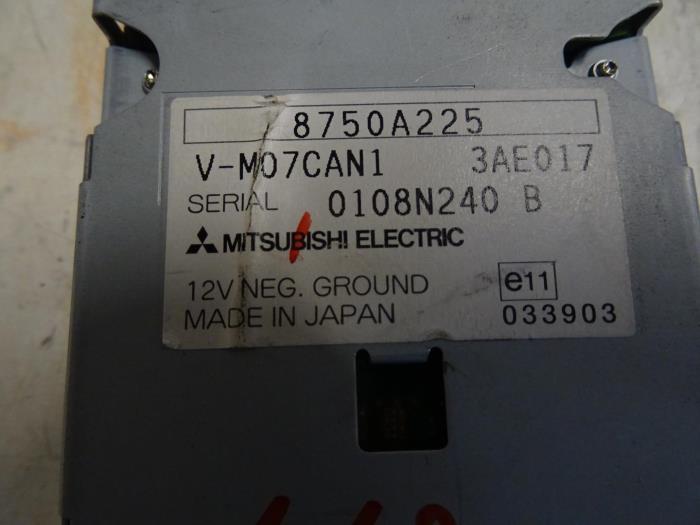 8750A225
V-M07CAN1 3AE017
SERIAL 0108N240 B
MITSUBISHI ELECTRIC
12V NEG. GROUND e11
MADE IN JAPAN 033903